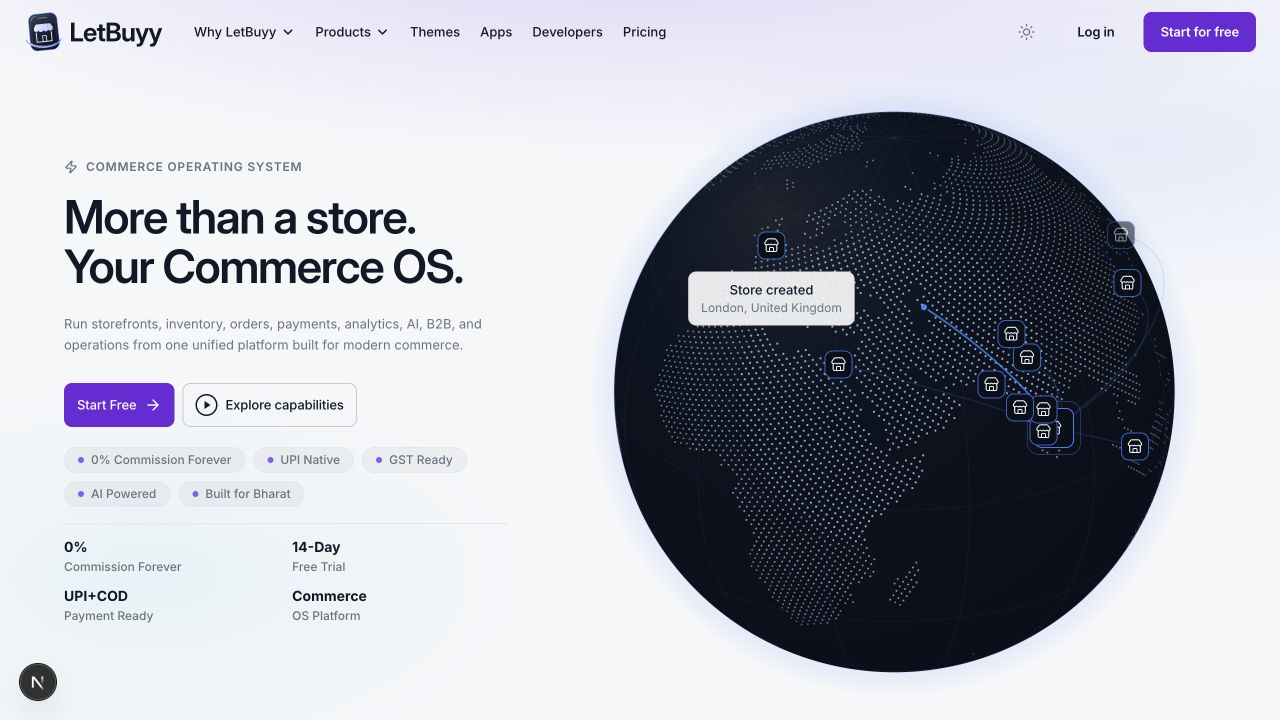 LetBuyy
Why LetBuyy
Products
Themes
Apps
Developers
Pricing
Log in
Start for free
COMMERCE OPERATING SYSTEM
More than a store.
Your Commerce OS.
Run storefronts, inventory, orders, payments, analytics, AI, B2B, and
operations from one unified platform built for modern commerce.
Start Free
Explore capabilities
0% Commission Forever
UPI Native
GST Ready
AI Powered
Built for Bharat
0%
Commission Forever
14-Day
Free Trial
UPI+COD
Payment Ready
Commerce
OS Platform
Store created
London, United Kingdom
N